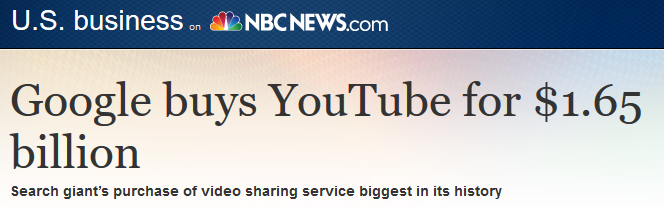 U.S. business on NBCNEWS.com
Google buys YouTube for $1.65
billion
Search giant's purchase of video sharing service biggest in its history